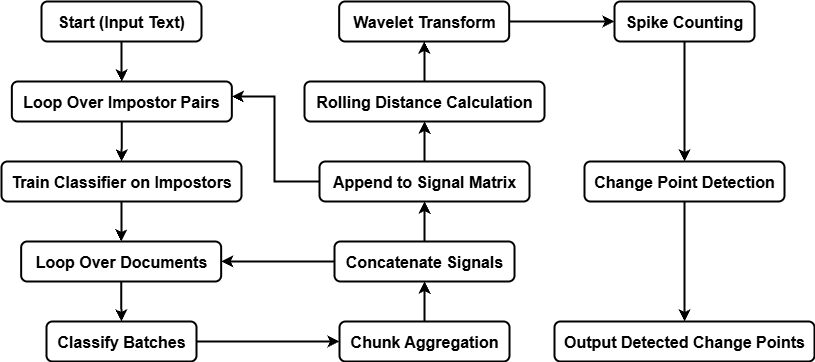 Start (Input Text)
Loop Over Impostor Pairs
Train Classifier on Impostors
Loop Over Documents
Classify Batches
Chunk Aggregation
Concatenate Signals
Append to Signal Matrix
Rolling Distance Calculation
Wavelet Transform
Spike Counting
Change Point Detection
Output Detected Change Points